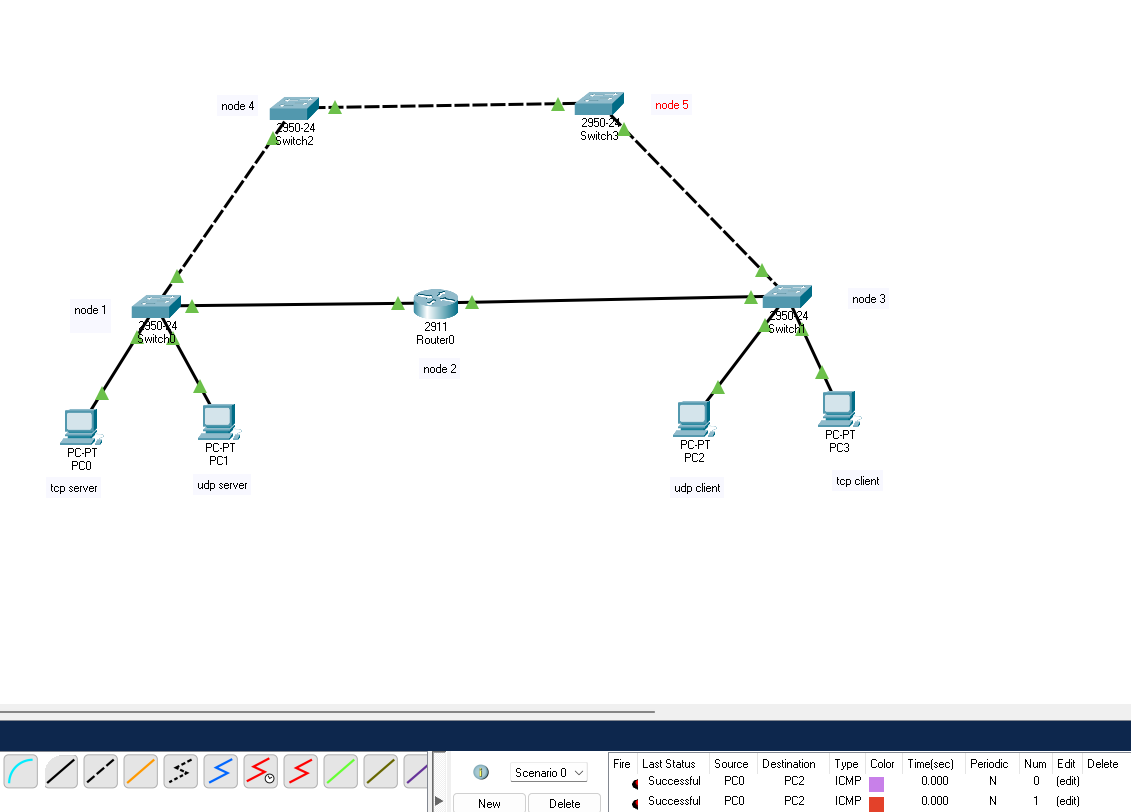 node 4
2950-24
Switch2
2950-24
Switch3
node 5
node 1
2950-24
Switch0
2911
Router0
node 2
2950-24
Switch1
node 3
PC-PT
PC0
tcp server
PC-PT
PC1
udp server
PC-PT
PC2
udp client
PC-PT
PC3
tcp client
1
Scenario 0
New Delete
Fire Last Status Source Destination Type Color Time(sec) Periodic Num Edit Delete
Successful PC0 PC2 ICMP 0.000 N 0 (edit)
Successful PC0 PC2 ICMP 0.000 N 1 (edit)